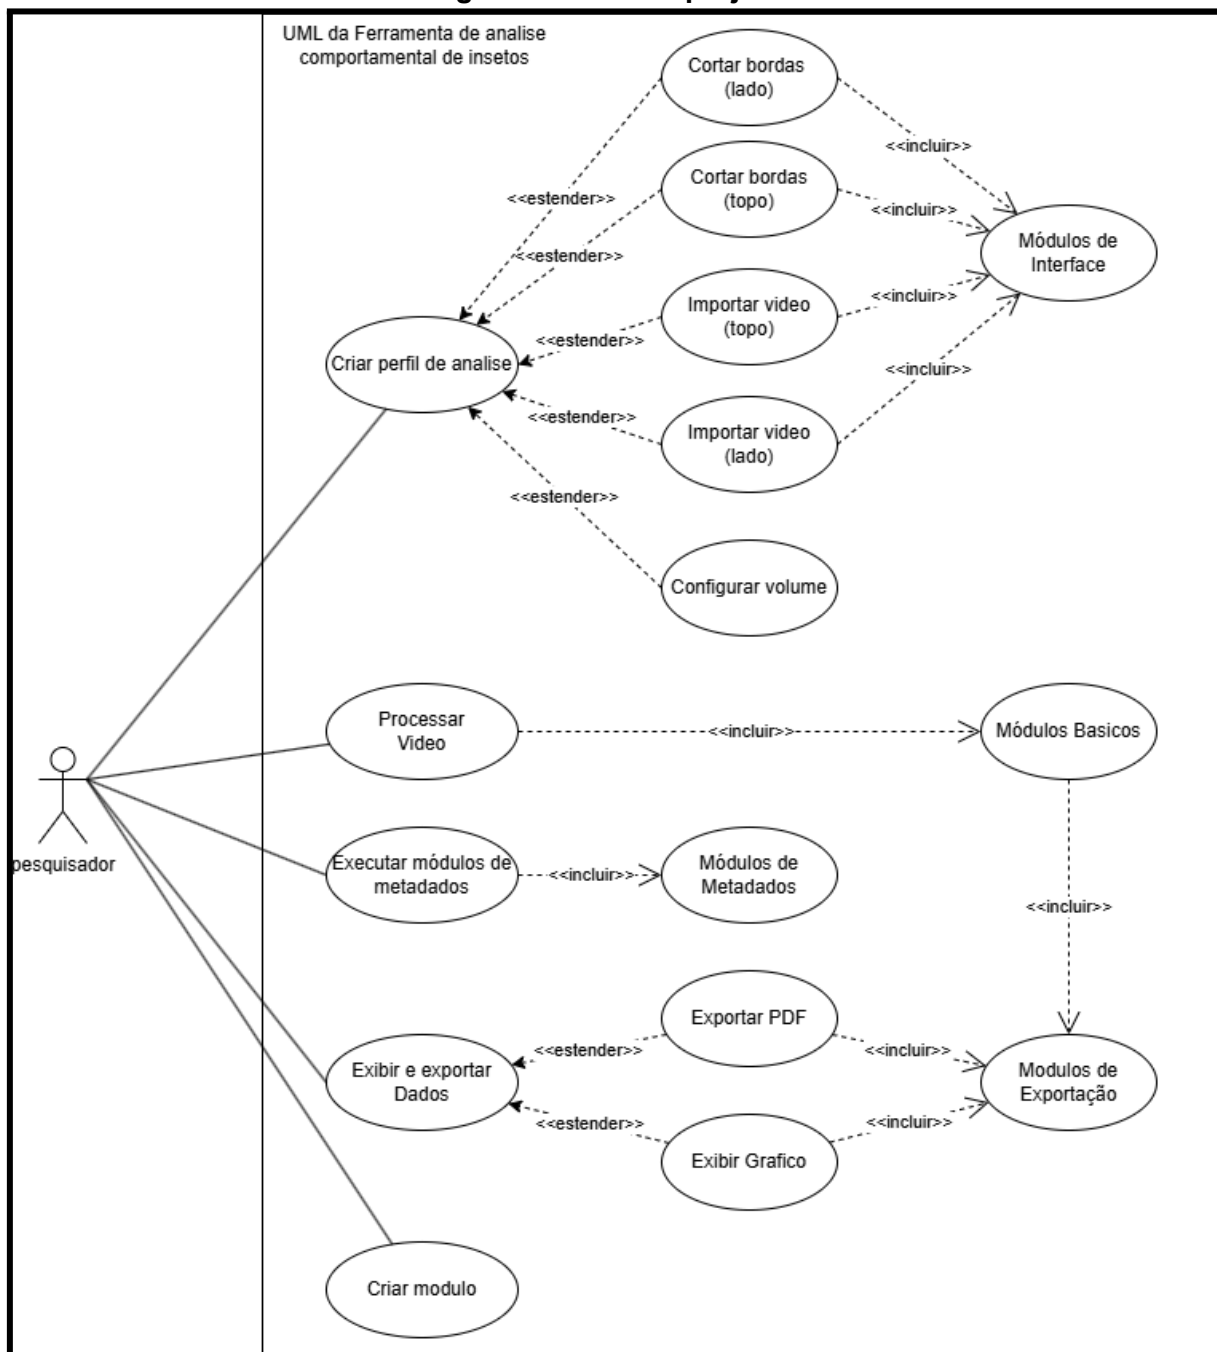 UML da Ferramenta de analise
comportamental de insetos
Cortar bordas
(lado)
<<incluir>>
Cortar bordas
(topo)
<<estender>>
<<incluir>>
Módulos de
Interface
<<estender>>
Importar video
(topo)
<<incluir>>
<<estender>>
Criar perfil de analise
<<incluir>>
<<estender>>
Importar video
(lado)
<<estender>>
Configurar volume
Processar
Video
<<incluir>>
Módulos Basicos
pesquisador
Executar módulos de
metadados
<<incluir>>
Módulos de
Metadados
<<incluir>>
Exportar PDF
<<estender>>
<<incluir>>
Exibir e exportar
Dados
Modulos de
Exportação
<<estender>>
<<incluir>>
Exibir Grafico
Criar modulo